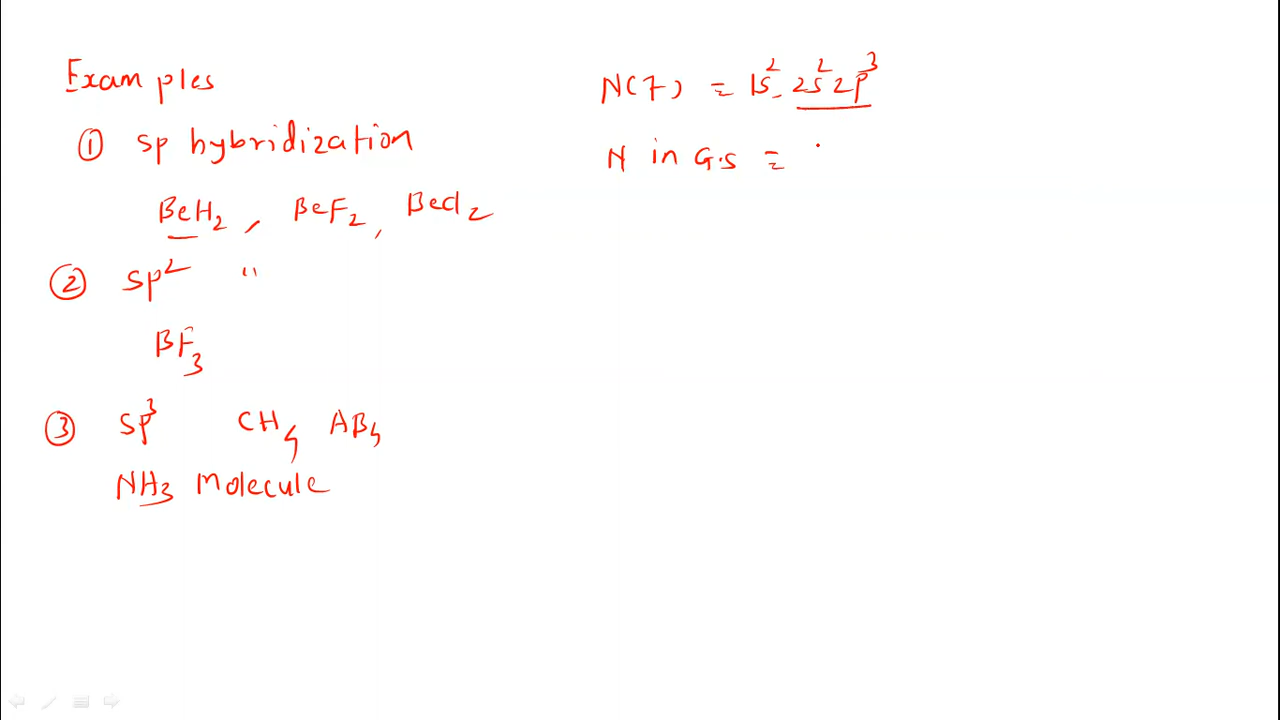 Examples
① sp hybridization
BeH₂, BeF₂, BeCl₂
② sp² "
BF₃
③ sp³ CH₄ AB₄
NH₃ molecule
N(7) = 1s² 2s² 2p³
N in G.S =